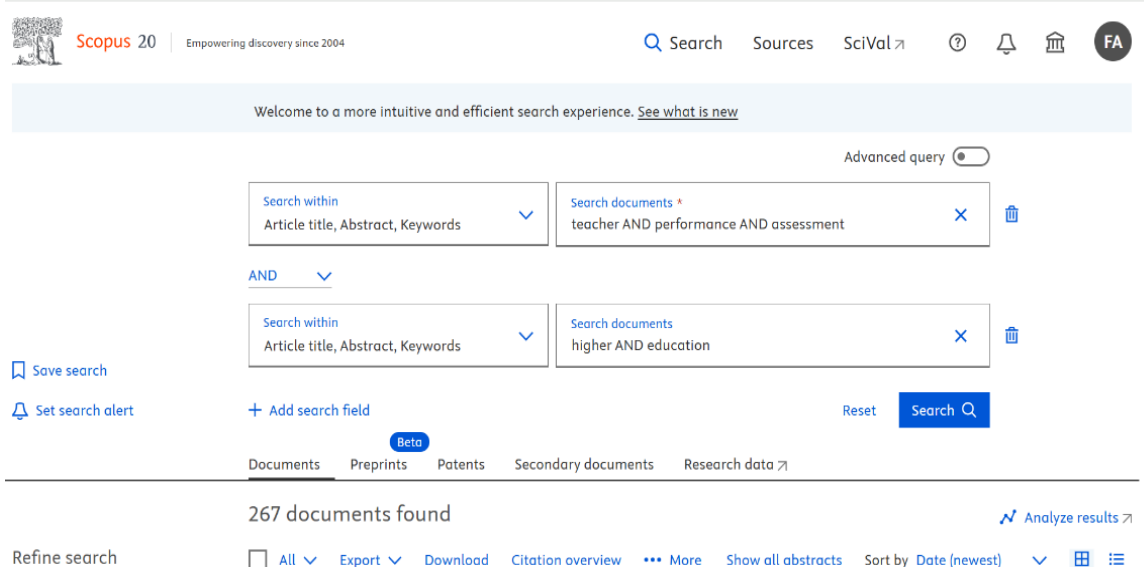 Scopus 20 Empowering discovery since 2004 Search Sources SciVal FA
Welcome to a more intuitive and efficient search experience. See what is new
Advanced query
Search within
Article title, Abstract, Keywords
Search documents *
teacher AND performance AND assessment
AND
Search within
Article title, Abstract, Keywords
Search documents
higher AND education
Save search
Set search alert
+ Add search field Reset Search
Beta
Documents Preprints Patents Secondary documents Research data
267 documents found
Analyze results
Refine search
All Export Download Citation overview ••• More Show all abstracts Sort by Date (newest)